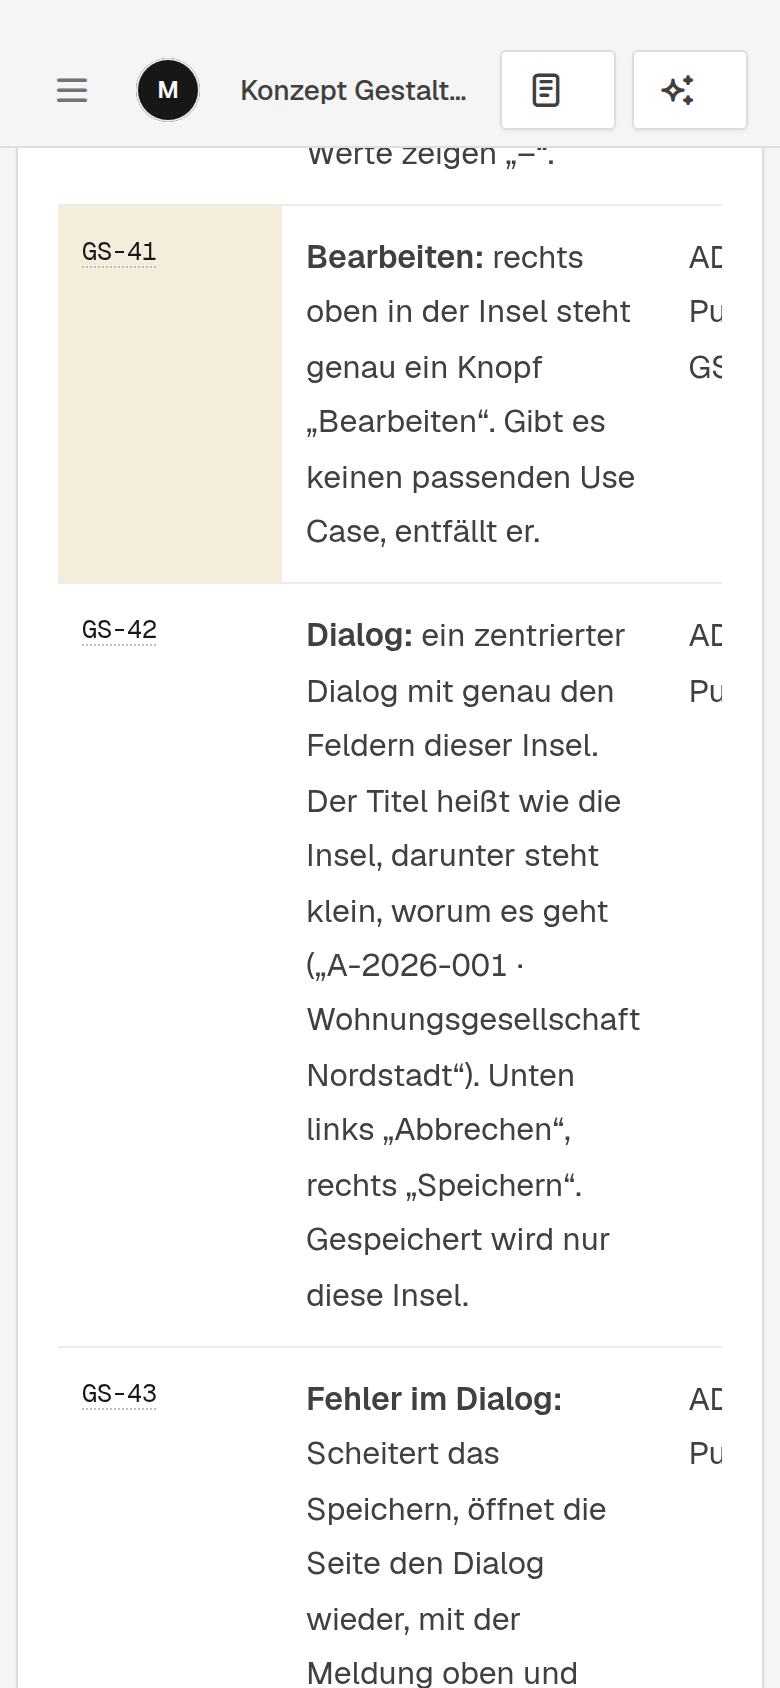 M
Konzept Gestalt...
Werte zeigen „–“.
GS-41
Bearbeiten: rechts
oben in der Insel steht
genau ein Knopf
„Bearbeiten“. Gibt es
keinen passenden Use
Case, entfällt er.
Pu
GS
GS-42
Dialog: ein zentrierter
Dialog mit genau den
Feldern dieser Insel.
Der Titel heißt wie die
Insel, darunter steht
klein, worum es geht
(„A-2026-001 ·
Wohnungsgesellschaft
Nordstadt“). Unten
links „Abbrechen“,
rechts „Speichern“.
Gespeichert wird nur
diese Insel.
Pu
GS-43
Fehler im Dialog:
Scheitert das
Speichern, öffnet die
Seite den Dialog
wieder, mit der
Meldung oben und
Pu